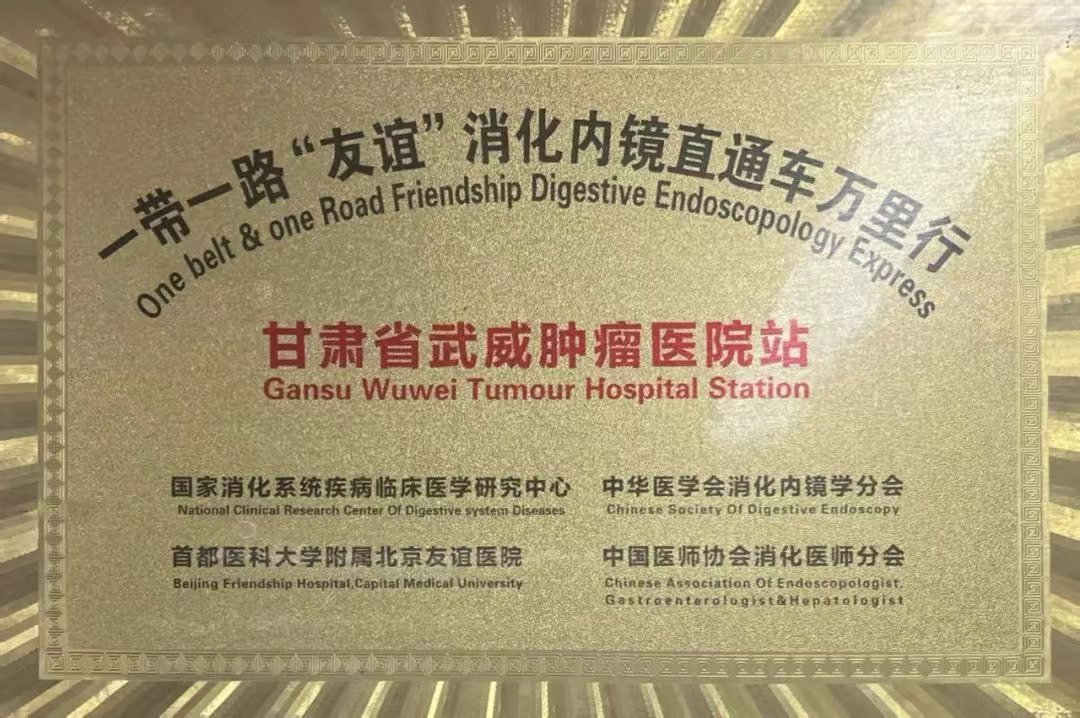 一带一路“友谊”消化内镜直通车万里行
One belt & one Road Friendship Digestive Endoscopology Express
甘肃省武威肿瘤医院站
Gansu Wuwei Tumour Hospital Station
国家消化系统疾病临床医学研究中心
National Clinical Research Center Of Digestive system Diseases
中华医学会消化内镜学分会
Chinese Society Of Digestive Endoscopy
首都医科大学附属北京友谊医院
Beijing Friendship Hospital,Capital Medical University
中国医师协会消化医师分会
Chinese Association Of Endoscopologist,
Gastroenterologist&Hepatologist